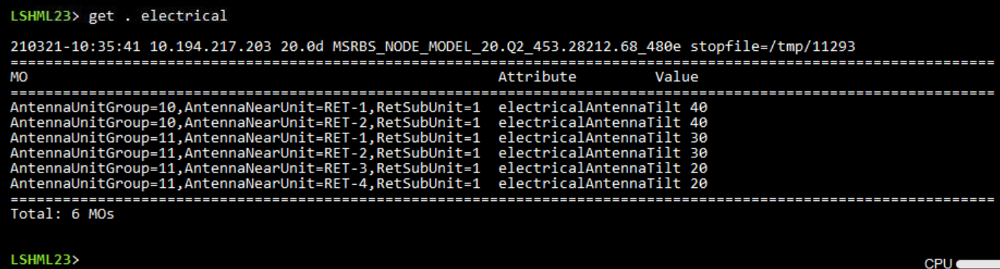 LSHML23> get . electrical
210321-10:35:41 10.194.217.203 20.0d MSRBS_NODE_MODEL_20.Q2_453.28212.68_480e stopfile=/tmp/11293
=================================================================================================================
MO                                                      Attribute         Value
=================================================================================================================
AntennaUnitGroup=10,AntennaNearUnit=RET-1,RetSubUnit=1  electricalAntennaTilt 40
AntennaUnitGroup=10,AntennaNearUnit=RET-2,RetSubUnit=1  electricalAntennaTilt 40
AntennaUnitGroup=11,AntennaNearUnit=RET-1,RetSubUnit=1  electricalAntennaTilt 30
AntennaUnitGroup=11,AntennaNearUnit=RET-2,RetSubUnit=1  electricalAntennaTilt 30
AntennaUnitGroup=11,AntennaNearUnit=RET-3,RetSubUnit=1  electricalAntennaTilt 20
AntennaUnitGroup=11,AntennaNearUnit=RET-4,RetSubUnit=1  electricalAntennaTilt 20
=================================================================================================================
Total: 6 MOs
LSHML23>
CPU